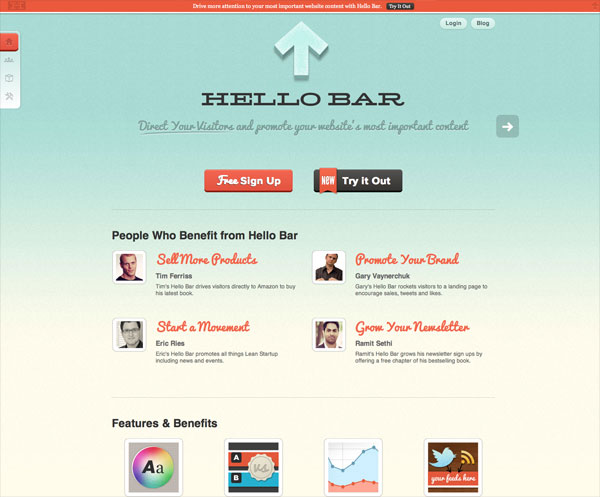 Drive more attention to your most important website content with Hello Bar. Try It Out
Login Blog
HELLO BAR
Direct Your Visitors and promote your website's most important content
Free Sign Up
NEW Try it Out
People Who Benefit from Hello Bar
Sell More Products
Tim Ferriss
Tim's Hello Bar drives visitors directly to Amazon to buy
his latest book.
Promote Your Brand
Gary Vaynerchuk
Gary's Hello Bar rockets visitors to a landing page to
encourage sales, tweets and likes.
Start a Movement
Eric Ries
Eric's Hello Bar promotes all things Lean Startup
including news and events.
Grow Your Newsletter
Ramit Sethi
Ramit's Hello Bar grows his newsletter sign ups by
offering a free chapter of his bestselling book.
Features & Benefits
Aa
A
B
VS
your feeds here